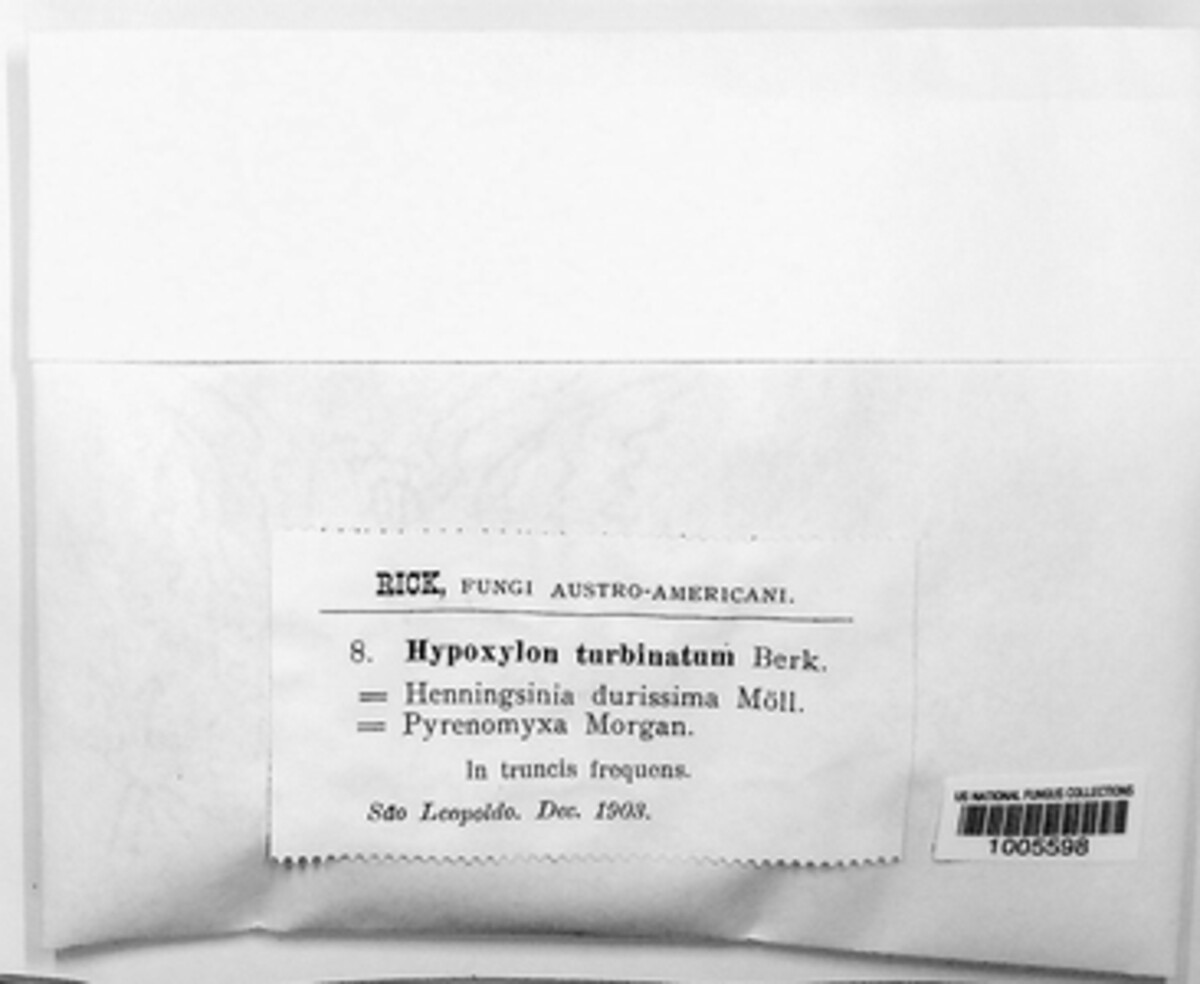 RICK, FUNGI AUSTRO-AMERICANI.
8. Hypoxylon turbinatum Berk.
= Henningsinia durissima Möll.
= Pyrenomyxa Morgan.
In truncis frequens.
São Leopoldo. Dec. 1903.
US NATIONAL FUNGUS COLLECTIONS
1005598